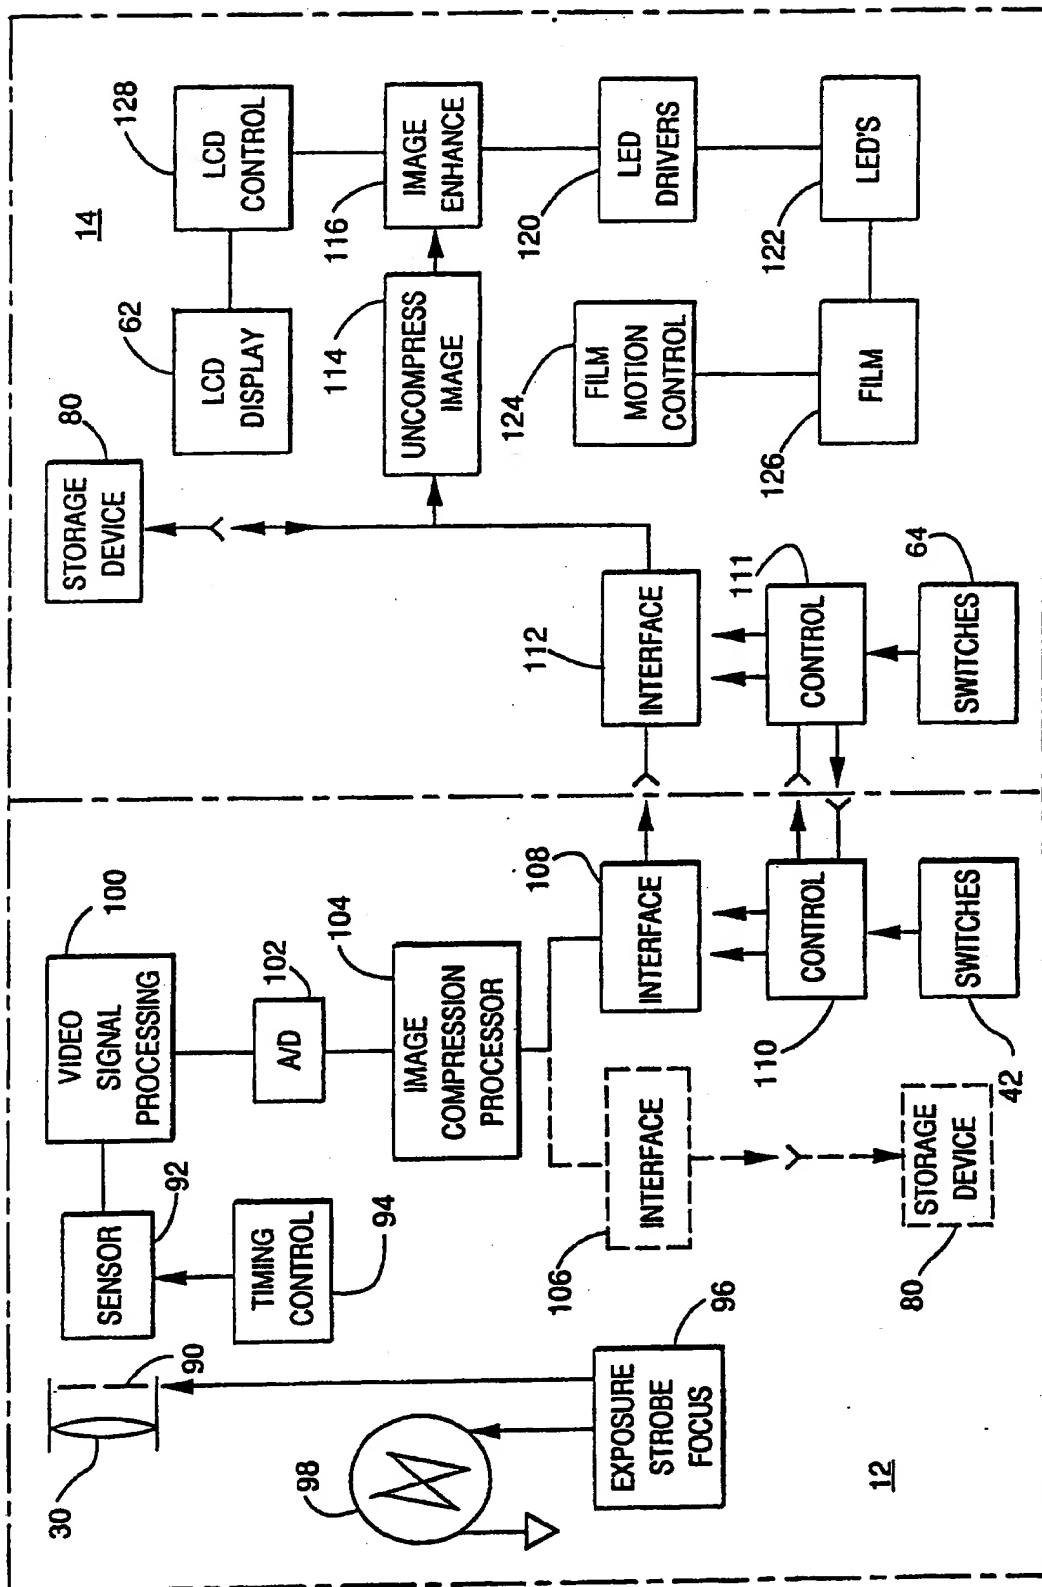 30
90
SENSOR
92
TIMING
CONTROL
94
98
EXPOSURE
STROBE
FOCUS
96
12
VIDEO
SIGNAL
PROCESSING
100
A/D
102
IMAGE
COMPRESSION
PROCESSOR
104
INTERFACE
106
STORAGE
DEVICE
80
INTERFACE
108
CONTROL
110
SWITCHES
42
14
STORAGE
DEVICE
80
LCD
DISPLAY
62
LCD
CONTROL
128
UNCOMPRESS
IMAGE
114
IMAGE
ENHANCE
116
INTERFACE
112
CONTROL
111
SWITCHES
64
FILM
MOTION
CONTROL
124
LED
DRIVERS
120
FILM
126
LED'S
122